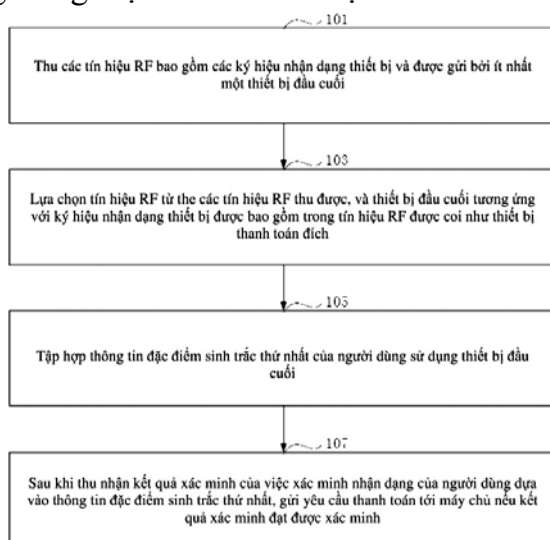 101
Thu các tín hiệu RF bao gồm các ký hiệu nhận dạng thiết bị và được gửi bởi ít nhất
một thiết bị đầu cuối
103
Lựa chọn tín hiệu RF từ the các tín hiệu RF thu được, và thiết bị đầu cuối tương ứng
với ký hiệu nhận dạng thiết bị được bao gồm trong tín hiệu RF được coi như thiết bị
thanh toán đích
105
Tập hợp thông tin đặc điểm sinh trắc thứ nhất của người dùng sử dụng thiết bị đầu
cuối
107
Sau khi thu nhận kết quả xác minh của việc xác minh nhận dạng của người dùng dựa
vào thông tin đặc điểm sinh trắc thứ nhất, gửi yêu cầu thanh toán tới máy chủ nếu kết
quả xác minh đạt được xác minh